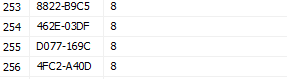 253 8822-B9C5 8
254 462E-03DF 8
255 D077-169C 8
256 4FC2-A40D 8